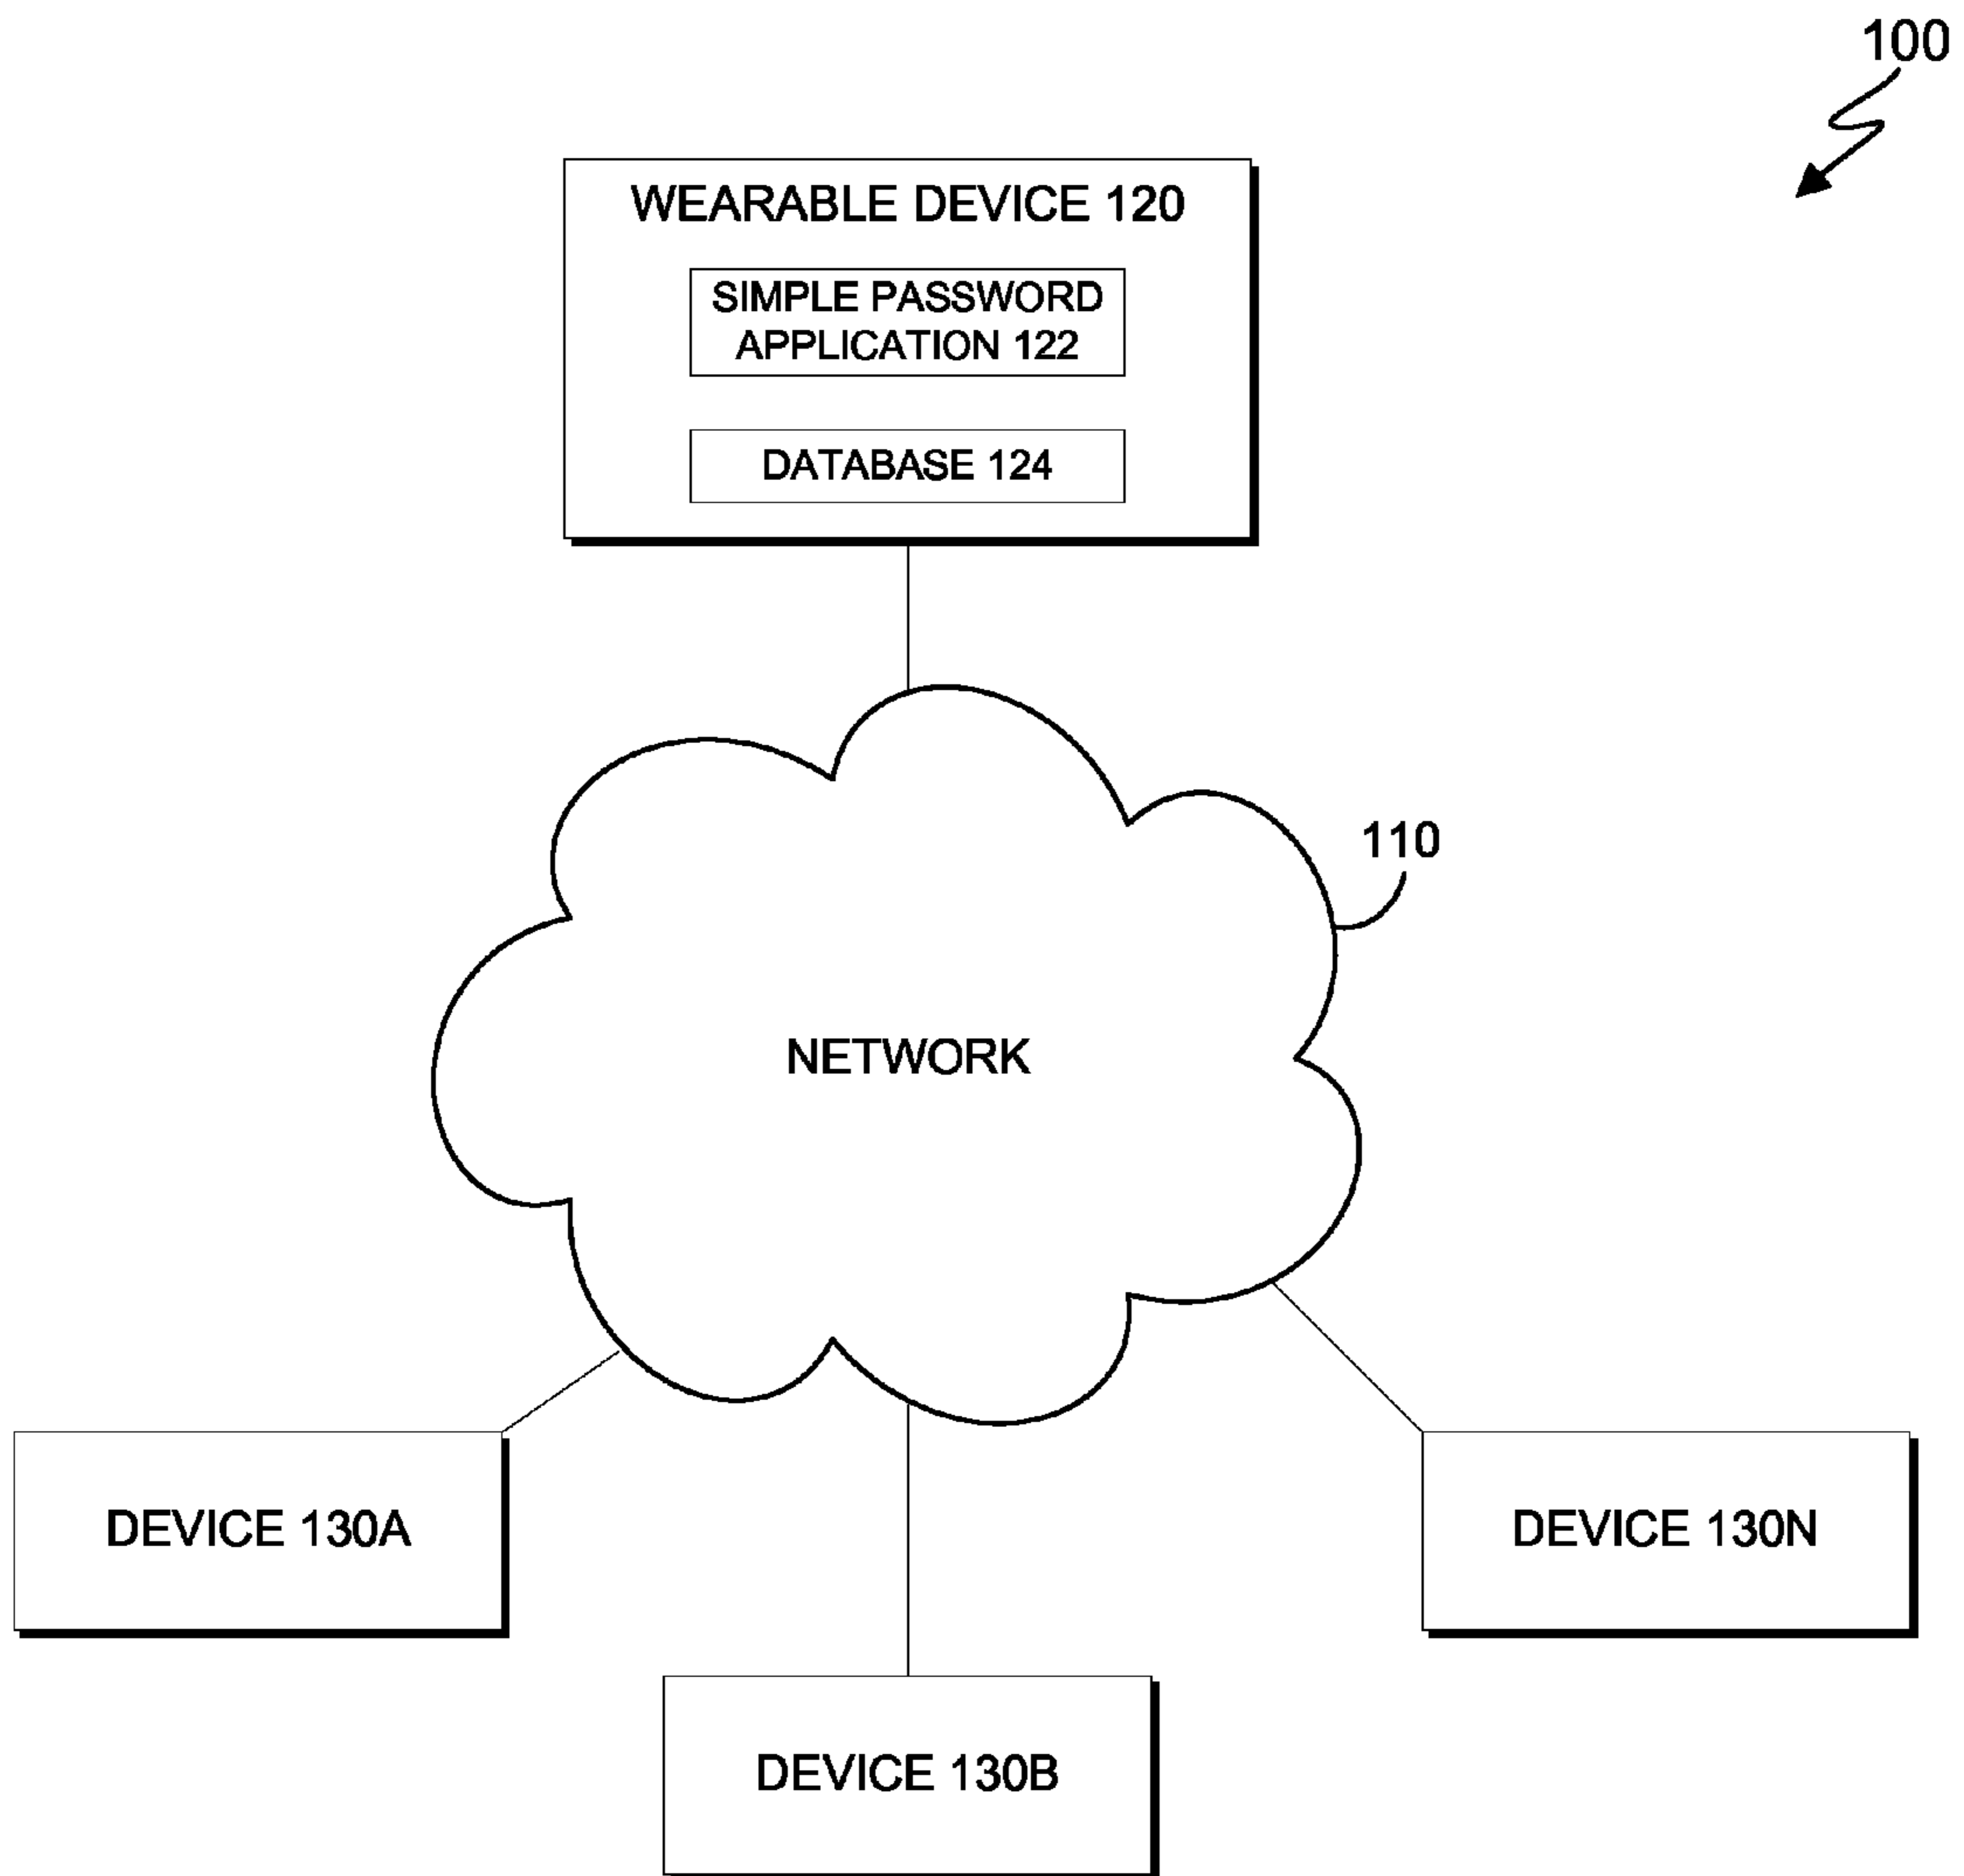 100
WEARABLE DEVICE 120
SIMPLE PASSWORD
APPLICATION 122
DATABASE 124
110
NETWORK
DEVICE 130A
DEVICE 130N
DEVICE 130B